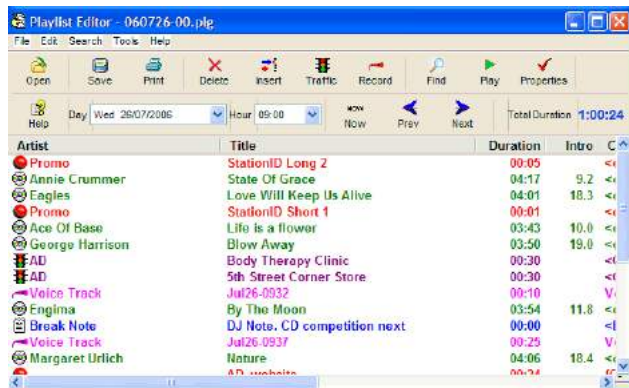 Playlist Editor - 060726-00.plg
File Edit Search Tools Help
Open Save Print Delete Insert Traffic Record Find Play Properties
Help Day Wed 26/07/2006 Hour 09:00 NOW Now Prev Next Total Duration 1:00:24
Artist Title Duration Intro C
Promo StationID Long 2 00:05
Annie Crummer State Of Grace 04:17 9.2
Eagles Love Will Keep Us Alive 04:01 18.3
Promo StationID Short 1 00:01
Ace Of Base Life is a flower 03:43 10.0
George Harrison Blow Away 03:50 19.0
AD Body Therapy Clinic 00:30
AD 5th Street Corner Store 00:30
Voice Track Jul26-0932 00:10
Engima By The Moon 03:54 11.8
Break Note DJ Note. CD competition next 00:00
Voice Track Jul26-0937 00:25
Margaret Urlich Nature 04:06 18.4
AD website 00:24